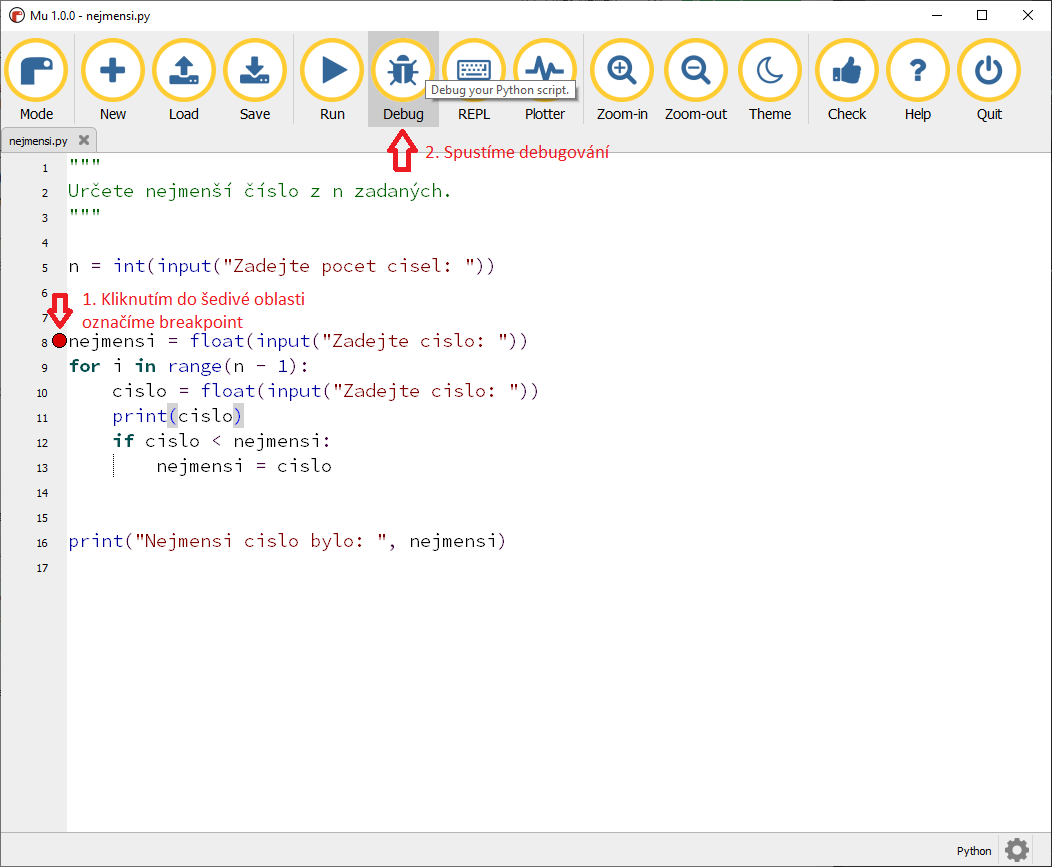 Mu 1.0.0 - nejmensi.py
Mode New Load Save Run Debug REPL Plotter Zoom-in Zoom-out Theme Check Help Quit
Debug your Python script.
nejmensi.py
2. Spustíme debugování
1 """
2 Určete nejmenší číslo z n zadaných.
3 """
4
5 n = int(input("Zadejte pocet cisel: "))
6
1. Kliknutím do šedivé oblasti
7
označíme breakpoint
8 nejmensi = float(input("Zadejte cislo: "))
9 for i in range(n - 1):
10     cislo = float(input("Zadejte cislo: "))
11     print(cislo)
12     if cislo < nejmensi:
13         nejmensi = cislo
14
15
16 print("Nejmensi cislo bylo: ", nejmensi)
17
Python